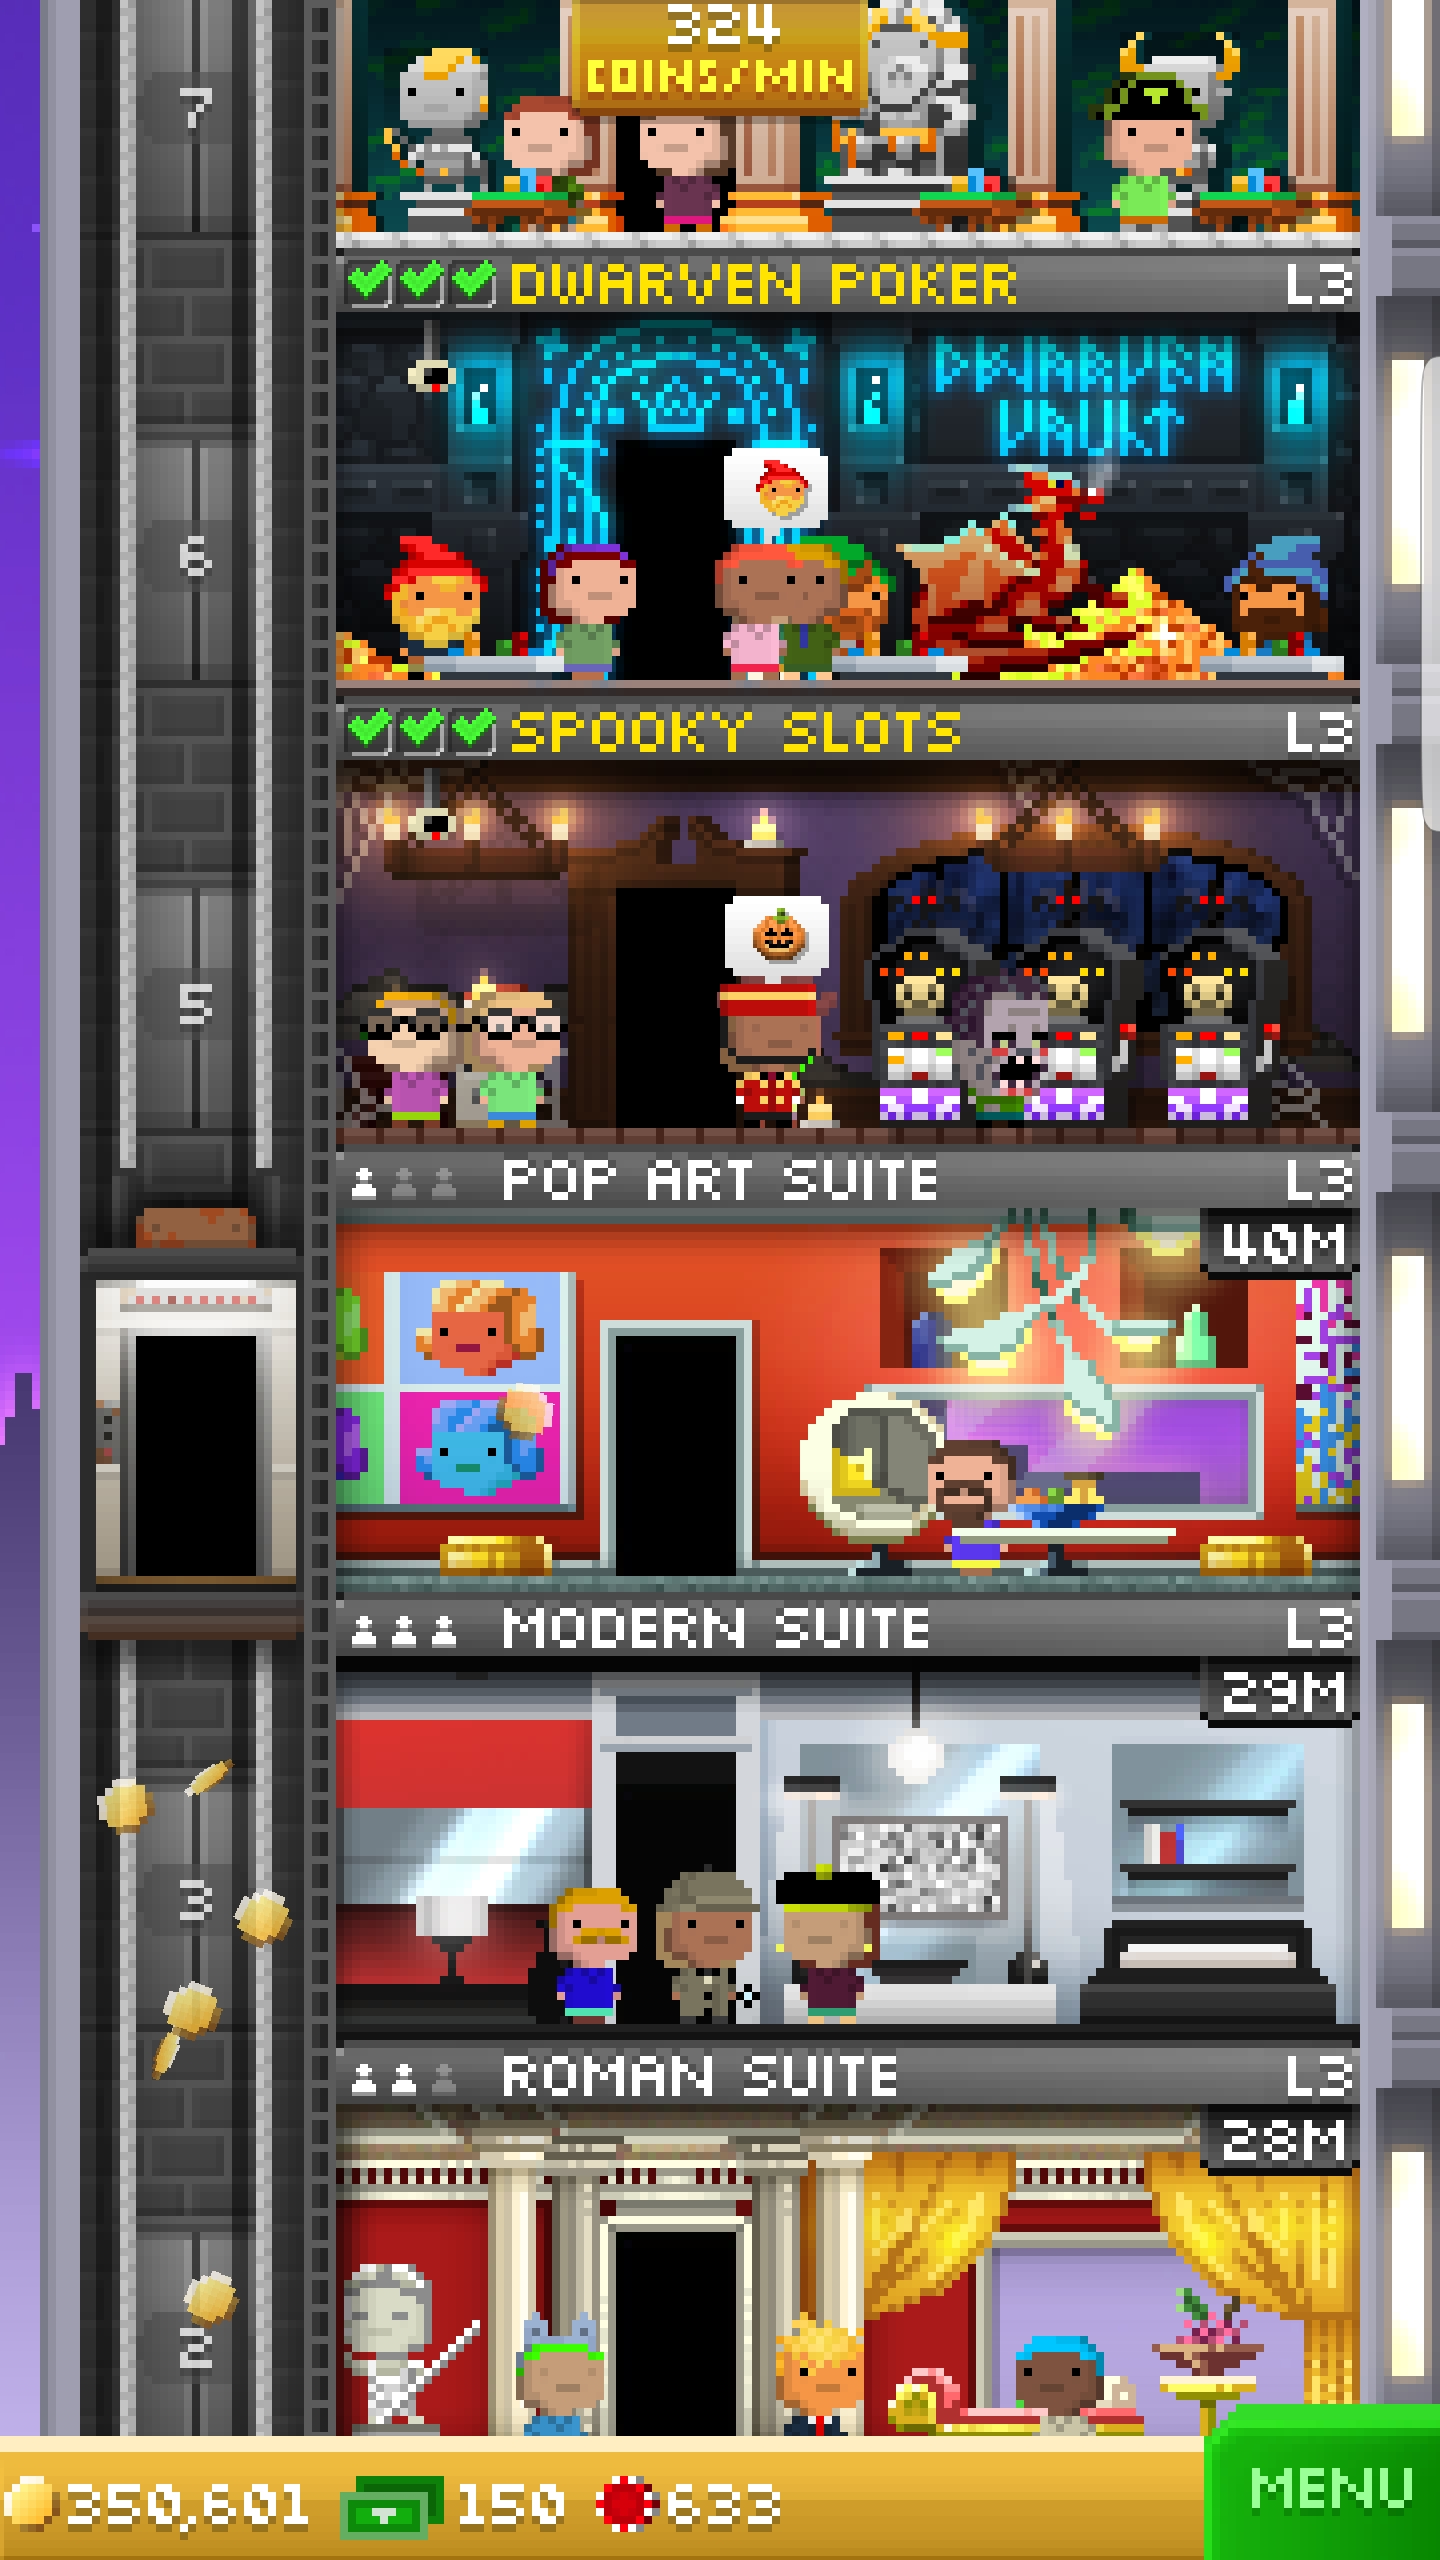 324
COINS/MIN
7
DWARVEN POKER L3
DWARVEN
VAULT
6
SPOOKY SLOTS L3
5
POP ART SUITE L3
40M
MODERN SUITE L3
29M
3
ROMAN SUITE L3
28M
2
350,601 150 633
MENU